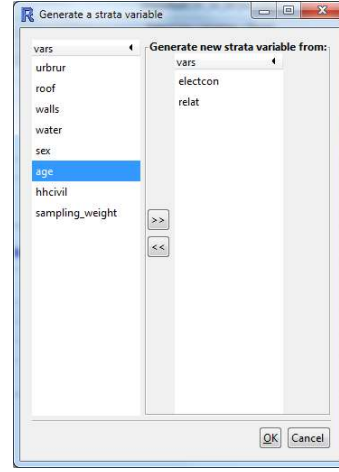 Generate a strata variable
vars
urbrur
roof
walls
water
sex
age
hhcivil
sampling_weight
>>
<<
Generate new strata variable from:
vars
electcon
relat
OK Cancel